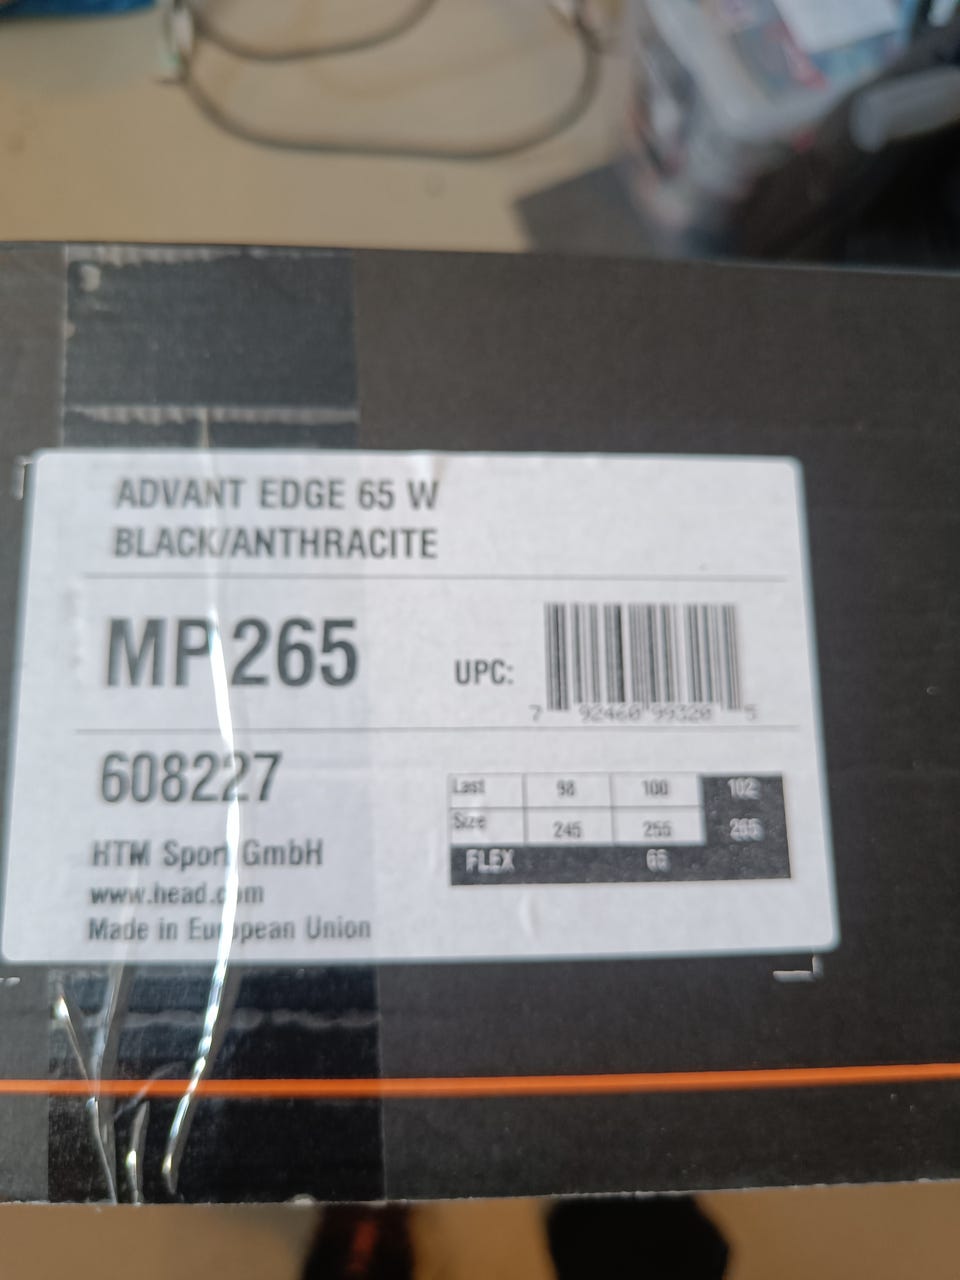 ADVANT EDGE 65 W
BLACK/ANTHRACITE
MP 265
UPC:
7 92460 99320 5
608227
Last 98 100 102
Size 245 255 265
FLEX 65
HTM Sport GmbH
www.head.com
Made in European Union